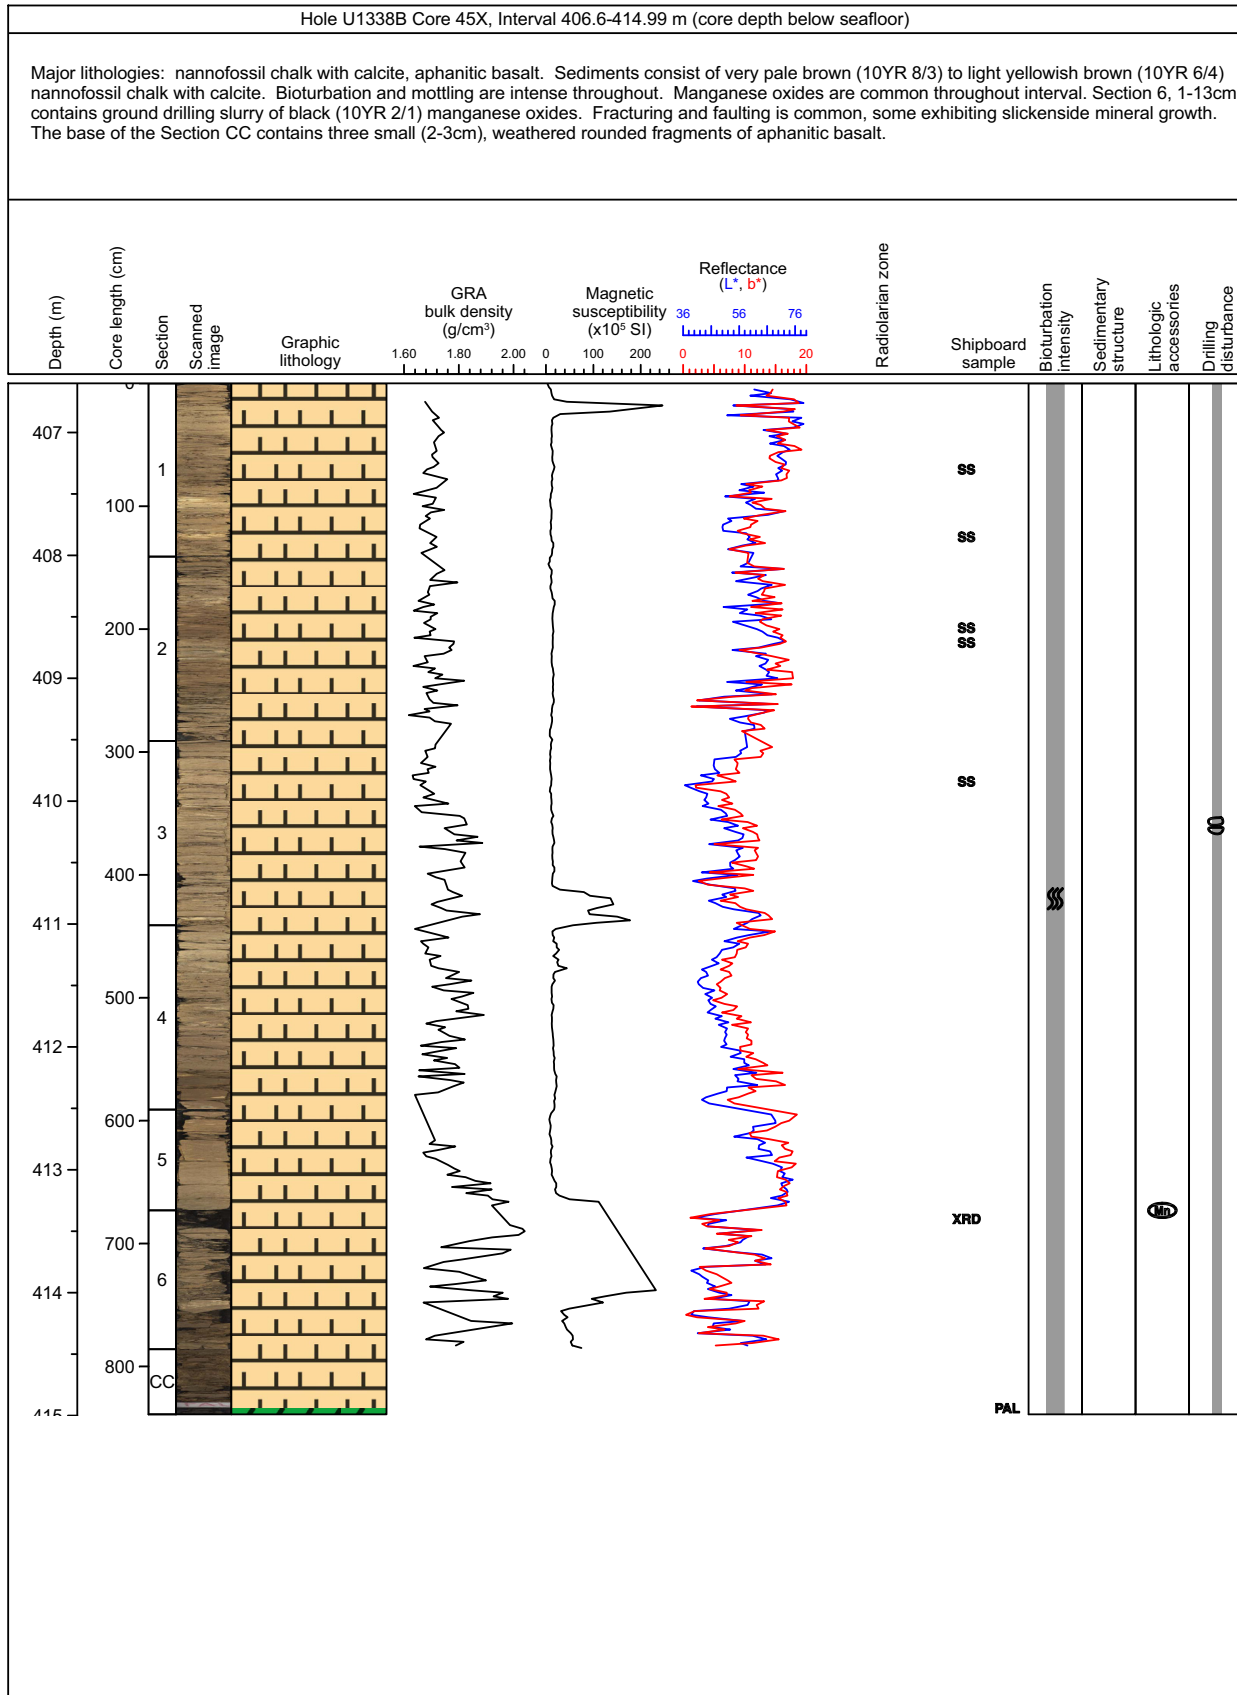 Hole U1338B Core 45X, Interval 406.6-414.99 m (core depth below seafloor)
Major lithologies: nannofossil chalk with calcite, aphanitic basalt. Sediments consist of very pale brown (10YR 8/3) to light yellowish brown (10YR 6/4)
nannofossil chalk with calcite. Bioturbation and mottling are intense throughout. Manganese oxides are common throughout interval. Section 6, 1-13cm
contains ground drilling slurry of black (10YR 2/1) manganese oxides. Fracturing and faulting is common, some exhibiting slickenside mineral growth.
The base of the Section CC contains three small (2-3cm), weathered rounded fragments of aphanitic basalt.
Depth (m)
Core length (cm)
Section
Scanned
image
Graphic
lithology
GRA
bulk density
(g/cm³)
1.60 1.80 2.00
Magnetic
susceptibility
(x10⁵ SI)
0 100 200
Reflectance
(L*, b*)
36 56 76
0 10 20
Radiolarian zone
Shipboard
sample
Bioturbation
intensity
Sedimentary
structure
Lithologic
accessories
Drilling
disturbance
0
407
1
SS
100
SS
408
200
SS
SS
2
409
300
SS
410
3
400
411
500
4
412
600
5
413
Mn
XRD
700
6
414
800
CC
PAL
415